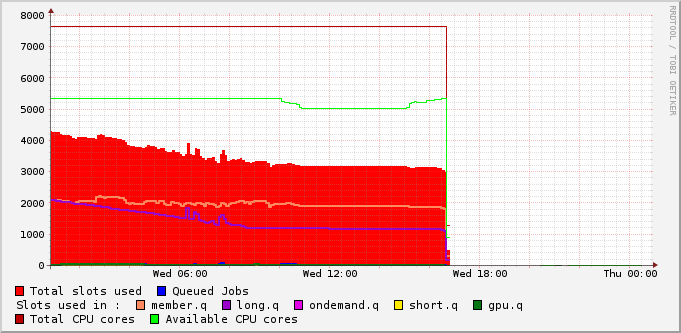 RRDTOOL / TOBI OETIKER
8000
7000
6000
5000
4000
3000
2000
1000
0
Wed 06:00 Wed 12:00 Wed 18:00 Thu 00:00
Total slots used Queued Jobs
Slots used in : member.q long.q ondemand.q short.q gpu.q
Total CPU cores Available CPU cores